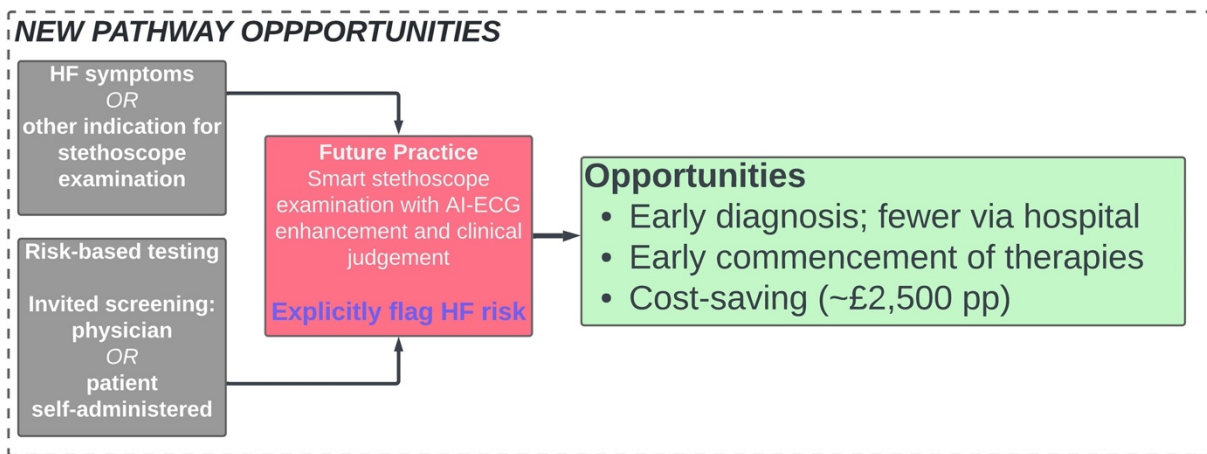 NEW PATHWAY OPPPORTUNITIES
HF symptoms
OR
other indication for
stethoscope
examination
Risk-based testing
Invited screening:
physician
OR
patient
self-administered
Future Practice
Smart stethoscope
examination with AI-ECG
enhancement and clinical
judgement
Explicitly flag HF risk
Opportunities
• Early diagnosis; fewer via hospital
• Early commencement of therapies
• Cost-saving (~£2,500 pp)